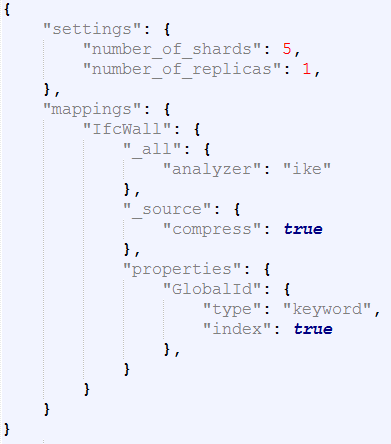 {
    "settings": {
        "number_of_shards": 5,
        "number_of_replicas": 1,
    },
    "mappings": {
        "IfcWall": {
            "_all": {
                "analyzer": "ike"
            },
            "_source": {
                "compress": true
            },
            "properties": {
                "GlobalId": {
                    "type": "keyword",
                    "index": true
                },
            }
        }
    }
}